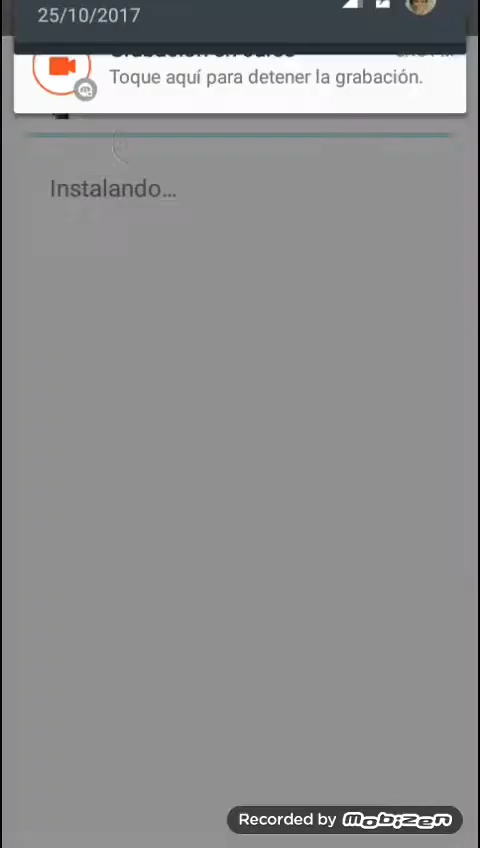 25/10/2017
Toque aquí para detener la grabación.
Instalando...
Recorded by MOBIZEN